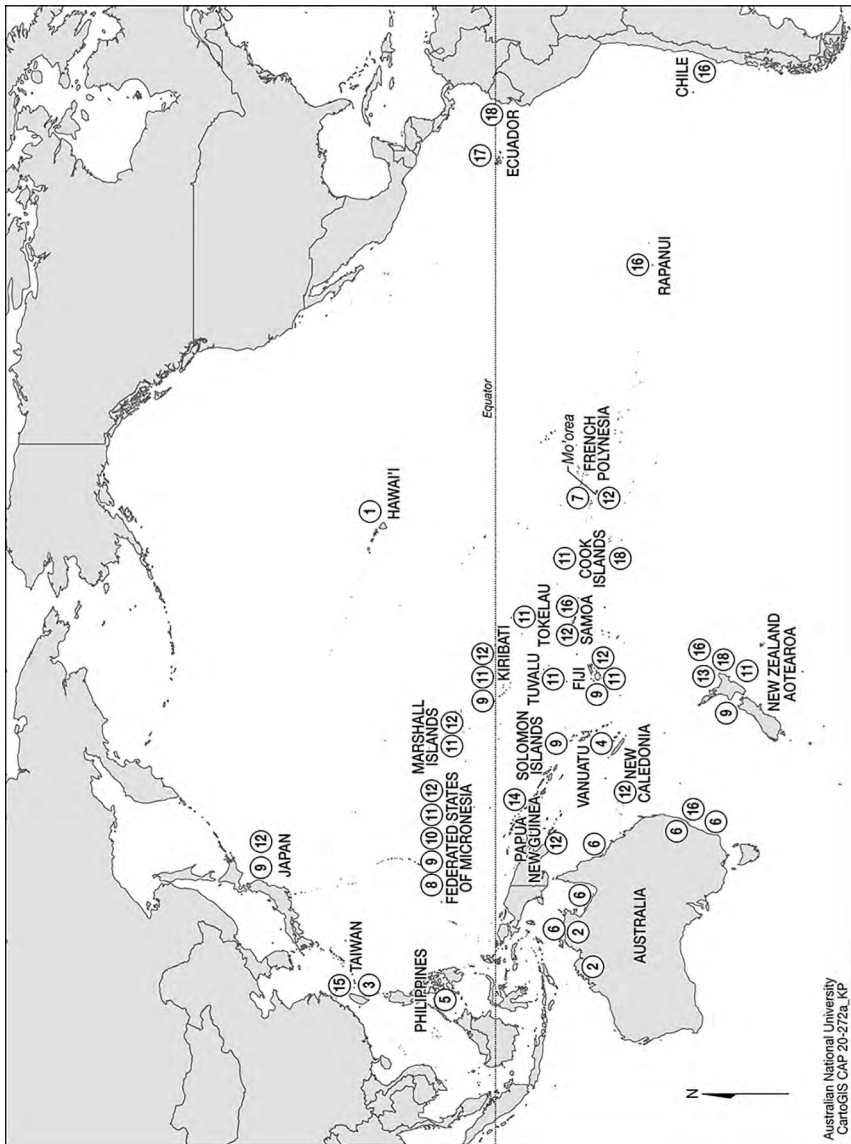 JAPAN
9 12
15
TAIWAN
3
PHILIPPINES
5
HAWAI'I
1
MARSHALL
ISLANDS
11 12
8 9 10 11 12
FEDERATED STATES
OF MICRONESIA
9 11 12
KIRIBATI
Equator
17
18
ECUADOR
14
PAPUA
NEW GUINEA
12
SOLOMON
ISLANDS
9
TUVALU
11
TOKELAU
11
12 16
SAMOA
11
COOK
ISLANDS
18
7
Mo'orea
FRENCH
POLYNESIA
12
VANUATU
4
FIJI
9 11 12
12
NEW
CALEDONIA
6
6
6
2
2
AUSTRALIA
6
16
6
RAPANUI
16
CHILE
16
13 16
18
11
9
NEW ZEALAND
AOTEAROA
N
Australian National University
CartoGIS CAP 20-272a_KP